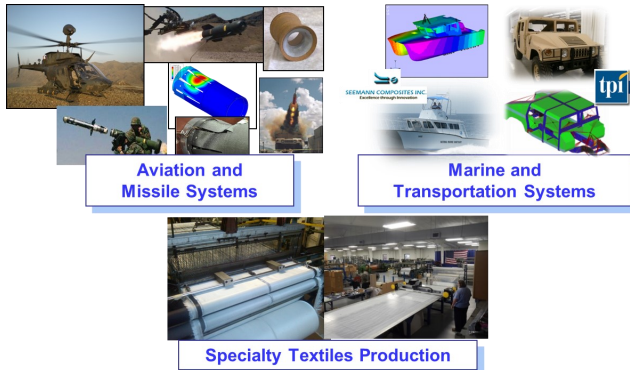 SEEMANN COMPOSITES INC.
Excellence through Innovation
tpi
Aviation and
Missile Systems
Marine and
Transportation Systems
Specialty Textiles Production